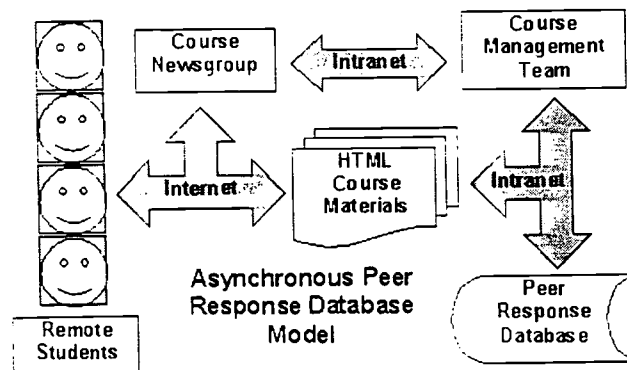 Course
Newsgroup
Intranet
Course
Management
Team
Internet
HTML
Course
Materials
Intranet
Asynchronous Peer
Response Database
Model
Remote
Students
Peer
Response
Database